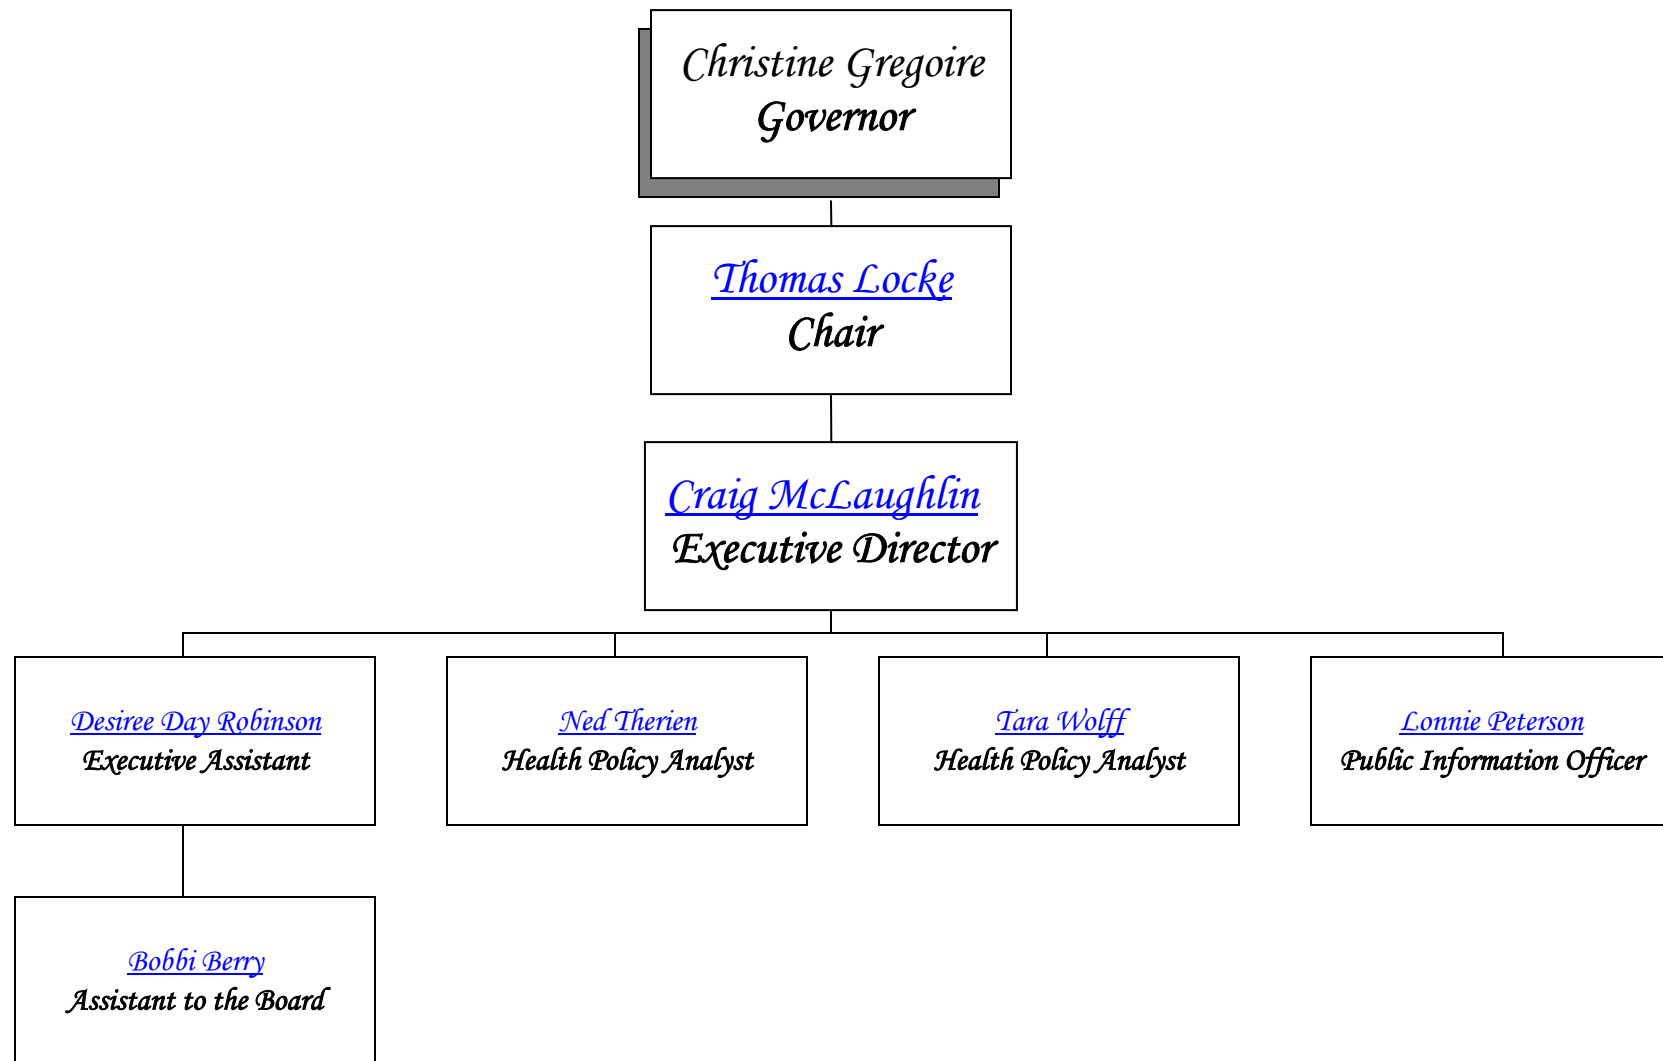 Christine Gregoire
Governor
Thomas Locke
Chair
Craig McLaughlin
Executive Director
Desiree Day Robinson
Executive Assistant
Ned Therien
Health Policy Analyst
Tara Wolff
Health Policy Analyst
Lonnie Peterson
Public Information Officer
Bobbi Berry
Assistant to the Board